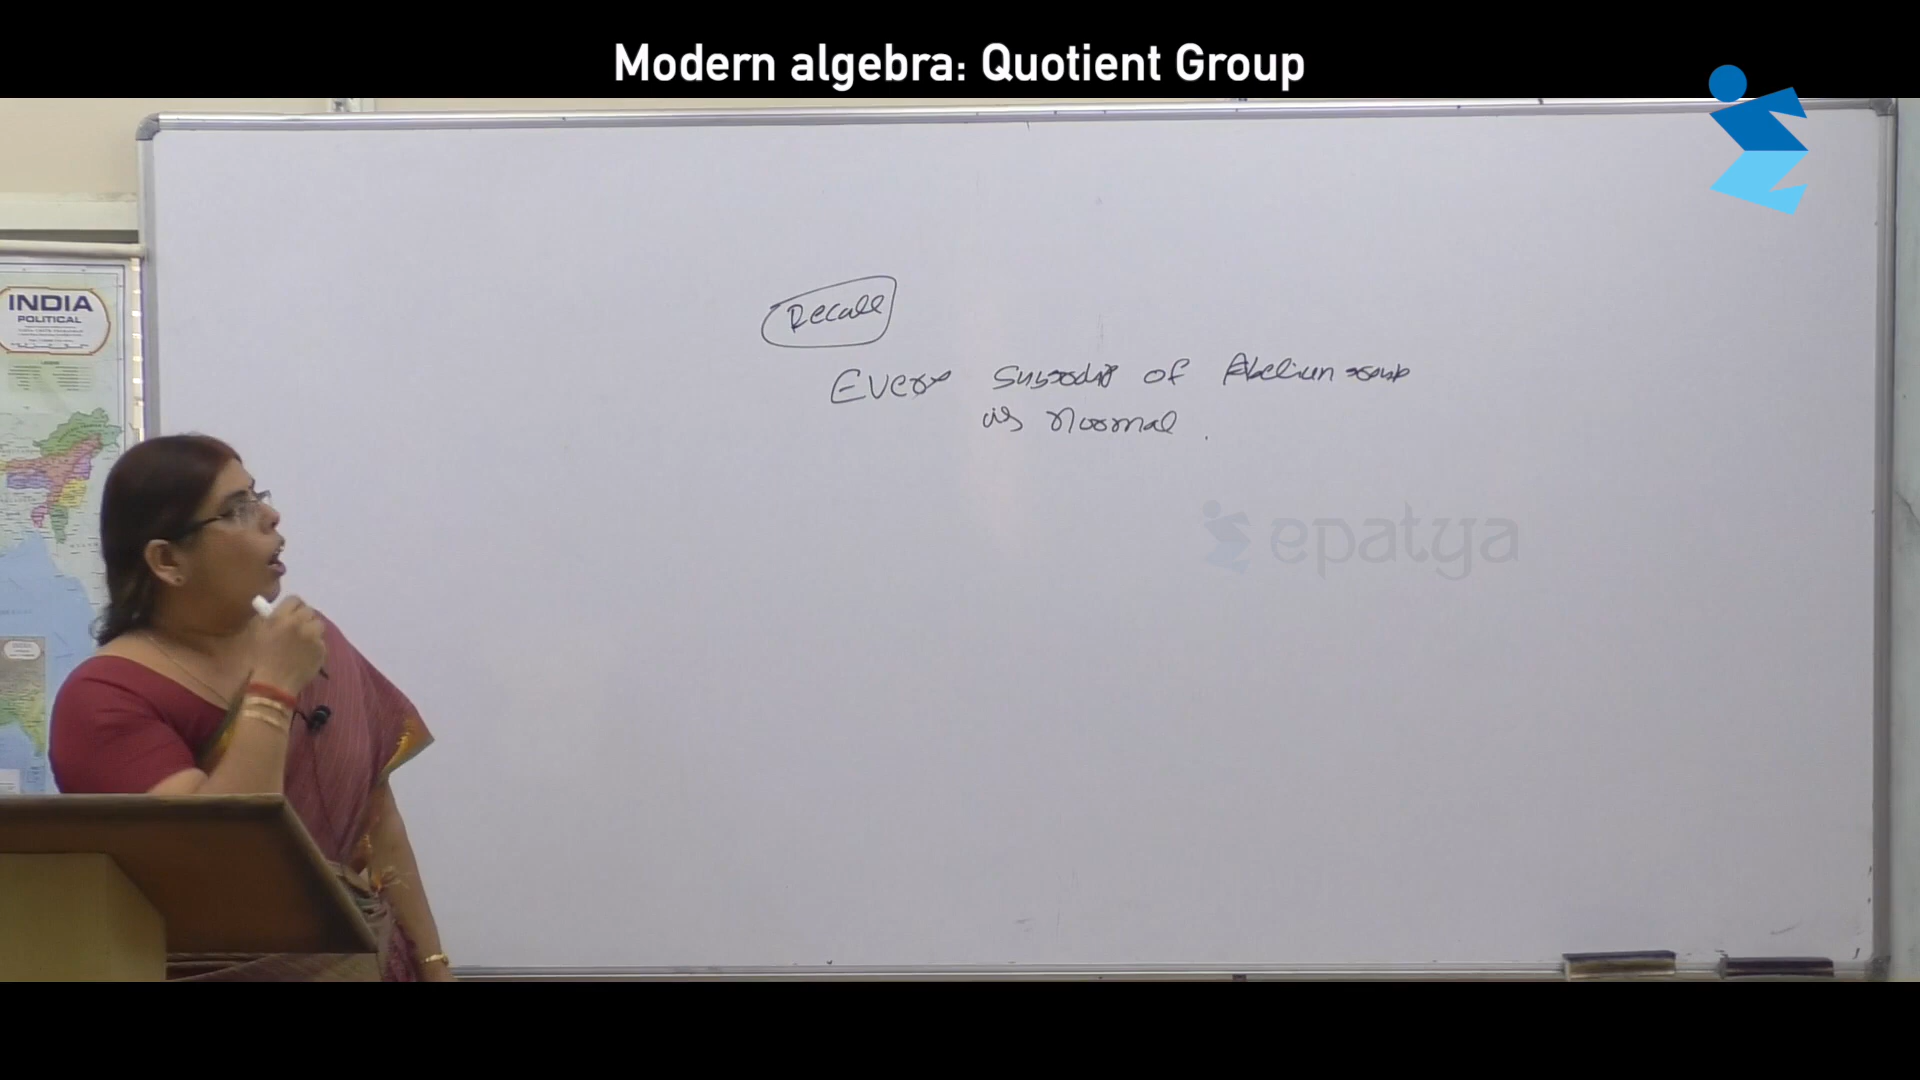 Modern algebra: Quotient Group
INDIA
POLITICAL
Recall
Every Subgroup of Abelian group
is normal.
epatya